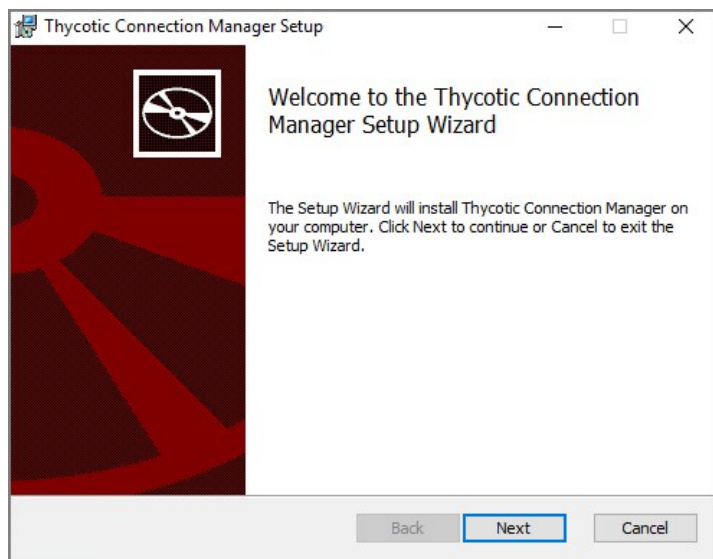 Thycotic Connection Manager Setup
Welcome to the Thycotic Connection
Manager Setup Wizard
The Setup Wizard will install Thycotic Connection Manager on
your computer. Click Next to continue or Cancel to exit the
Setup Wizard.
Back Next Cancel